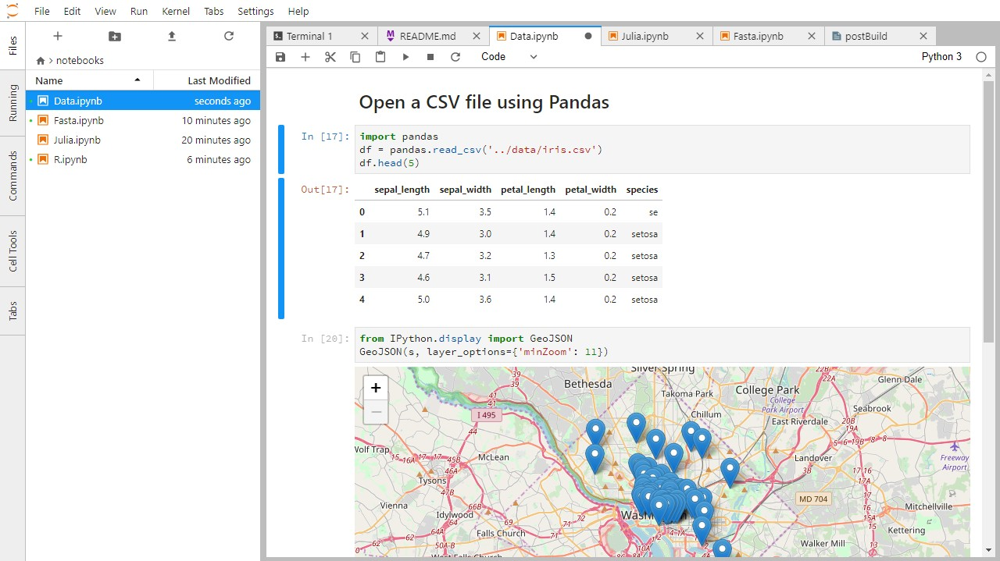 File Edit View Run Kernel Tabs Settings Help
Files
Running
Commands
Cell Tools
Tabs
notebooks
Name Last Modified
Data.ipynb seconds ago
Fasta.ipynb 10 minutes ago
Julia.ipynb 20 minutes ago
R.ipynb 6 minutes ago
Terminal 1 README.md Data.ipynb Julia.ipynb Fasta.ipynb postBuild
Code Python 3
Open a CSV file using Pandas
In [17]: import pandas
df = pandas.read_csv('../data/iris.csv')
df.head(5)
Out[17]: sepal_length sepal_width petal_length petal_width species
0 5.1 3.5 1.4 0.2 se
1 4.9 3.0 1.4 0.2 setosa
2 4.7 3.2 1.3 0.2 setosa
3 4.6 3.1 1.5 0.2 setosa
4 5.0 3.6 1.4 0.2 setosa
In [20]: from IPython.display import GeoJSON
GeoJSON(s, layer_options={'minZoom': 11})
+
−
Silver Spring
Bethesda
Takoma Park
College Park
College
Park Airport
Glenn Dale
Chillum
Seabrook
East Riverdale
I 495
McLean
Landover
Freeway
Airport
Wolf Trap
Tysons
MD 704
Vienna
Idylwood
Mitchellville
Falls Church
Kettering
Walker Mill
West Falls Church